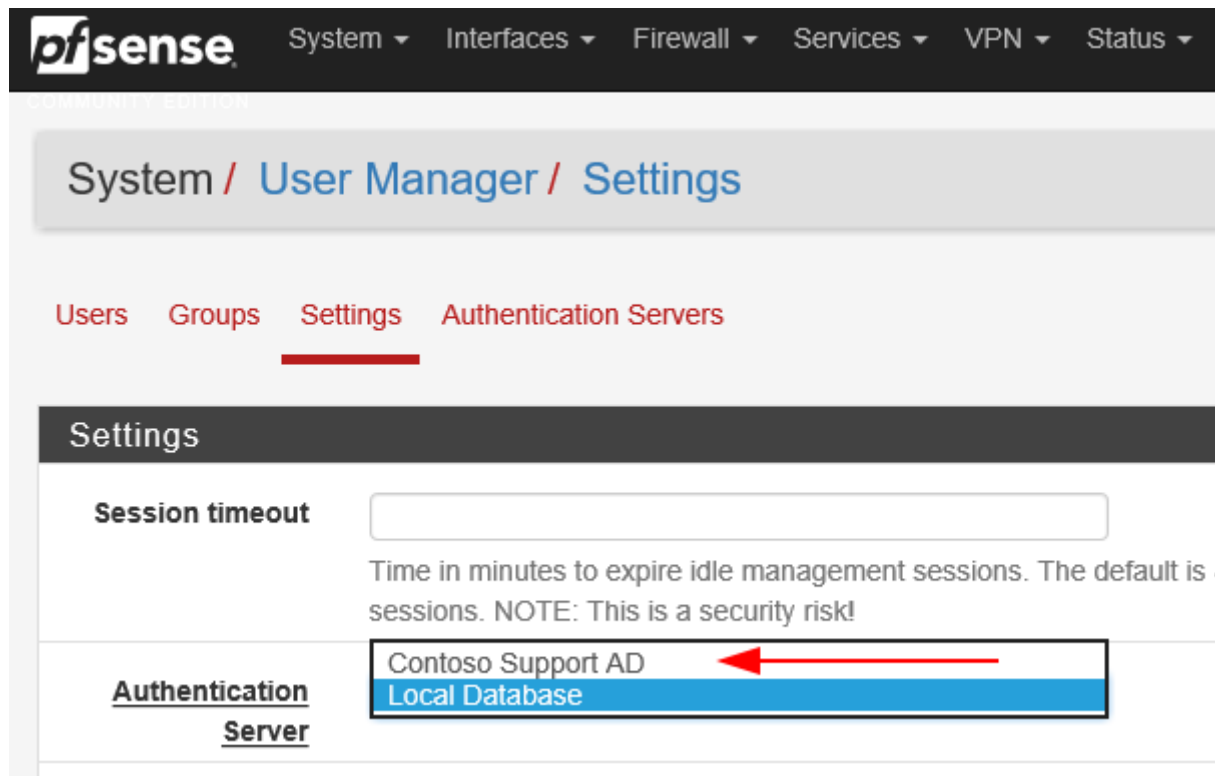 pfsense System Interfaces Firewall Services VPN Status
COMMUNITY EDITION
System / User Manager / Settings
Users Groups Settings Authentication Servers
Settings
Session timeout
Time in minutes to expire idle management sessions. The default is
sessions. NOTE: This is a security risk!
Contoso Support AD
Authentication Local Database
Server